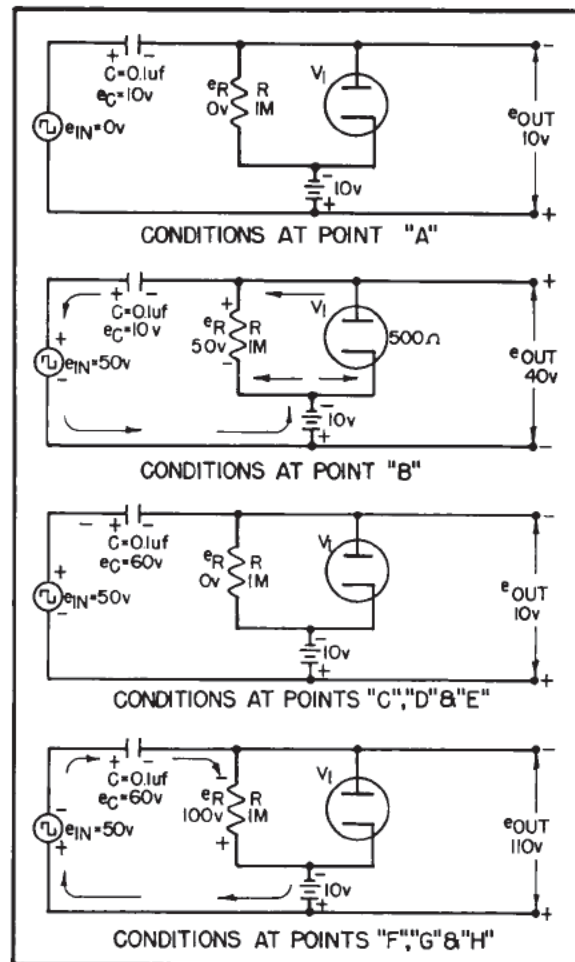 C=0.1uf
eC=10v
eIN=0v
eR
0v
R
1M
V1
10v
eOUT
10v
CONDITIONS AT POINT "A"
C=0.1uf
eC=10v
eIN=50v
eR
50v
R
1M
V1
500Ω
10v
eOUT
40v
CONDITIONS AT POINT "B"
C=0.1uf
eC=60v
eIN=50v
eR
0v
R
1M
V1
10v
eOUT
10v
CONDITIONS AT POINTS "C","D"&"E"
C=0.1uf
eC=60v
eIN=50v
eR
100v
R
1M
V1
10v
eOUT
110v
CONDITIONS AT POINTS "F","G"&"H"